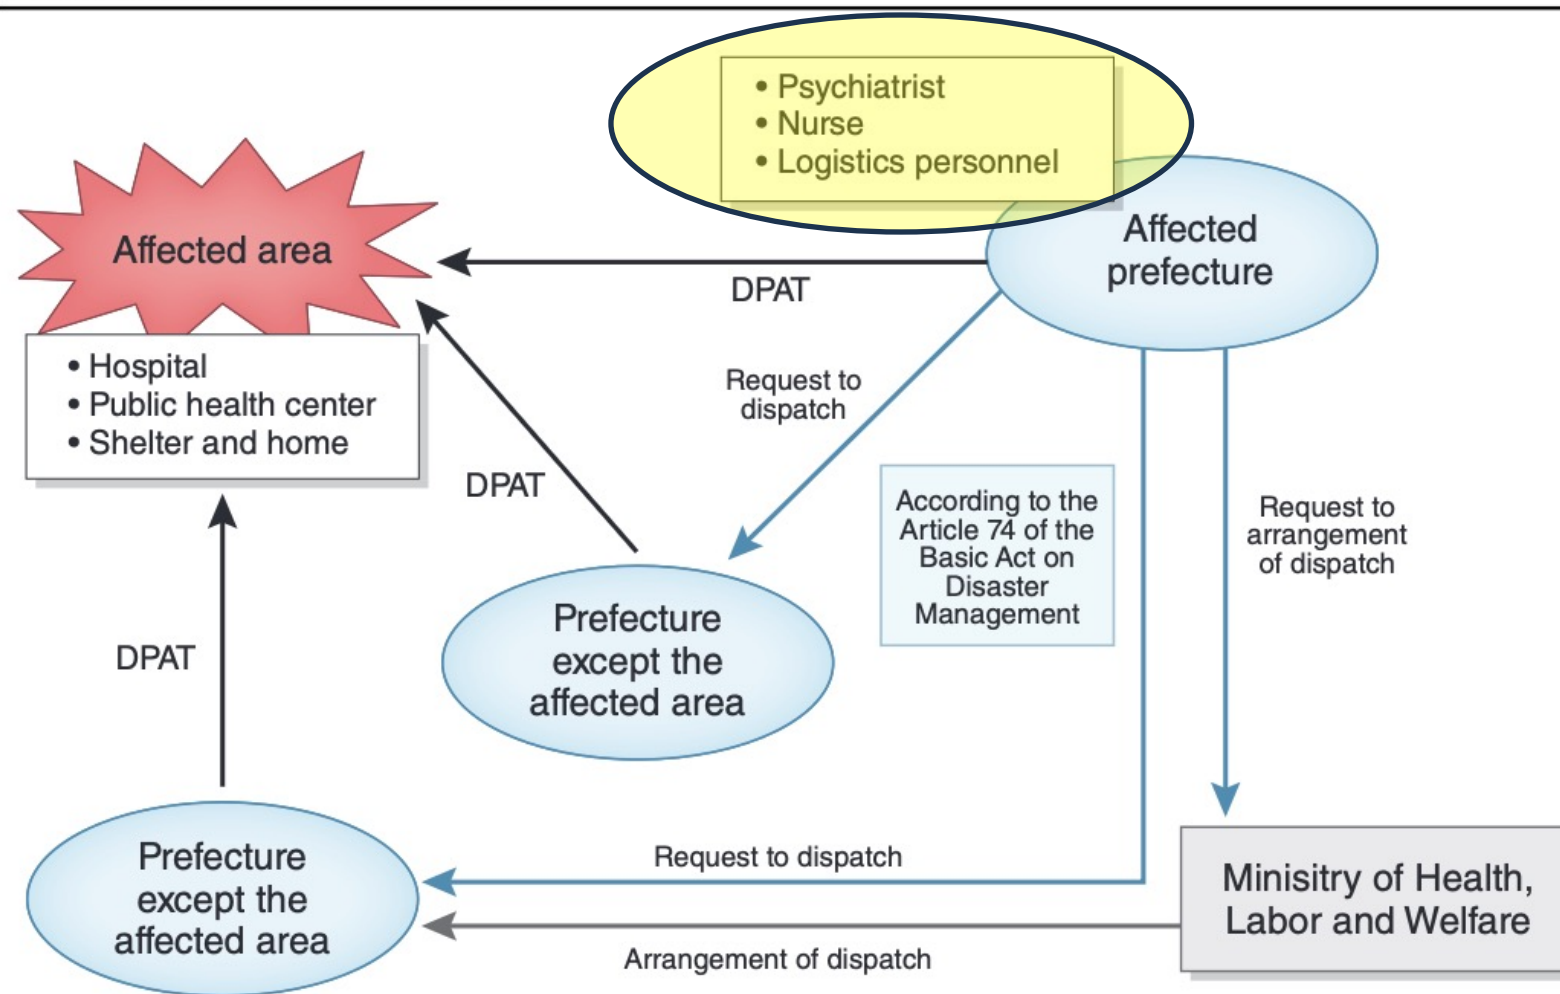 • Psychiatrist
• Nurse
• Logistics personnel
Affected area
Affected
prefecture
DPAT
• Hospital
• Public health center
• Shelter and home
Request to
dispatch
DPAT
According to the
Article 74 of the
Basic Act on
Disaster
Management
Request to
arrangement
of dispatch
Prefecture
except the
affected area
DPAT
Prefecture
except the
affected area
Request to dispatch
Minisitry of Health,
Labor and Welfare
Arrangement of dispatch